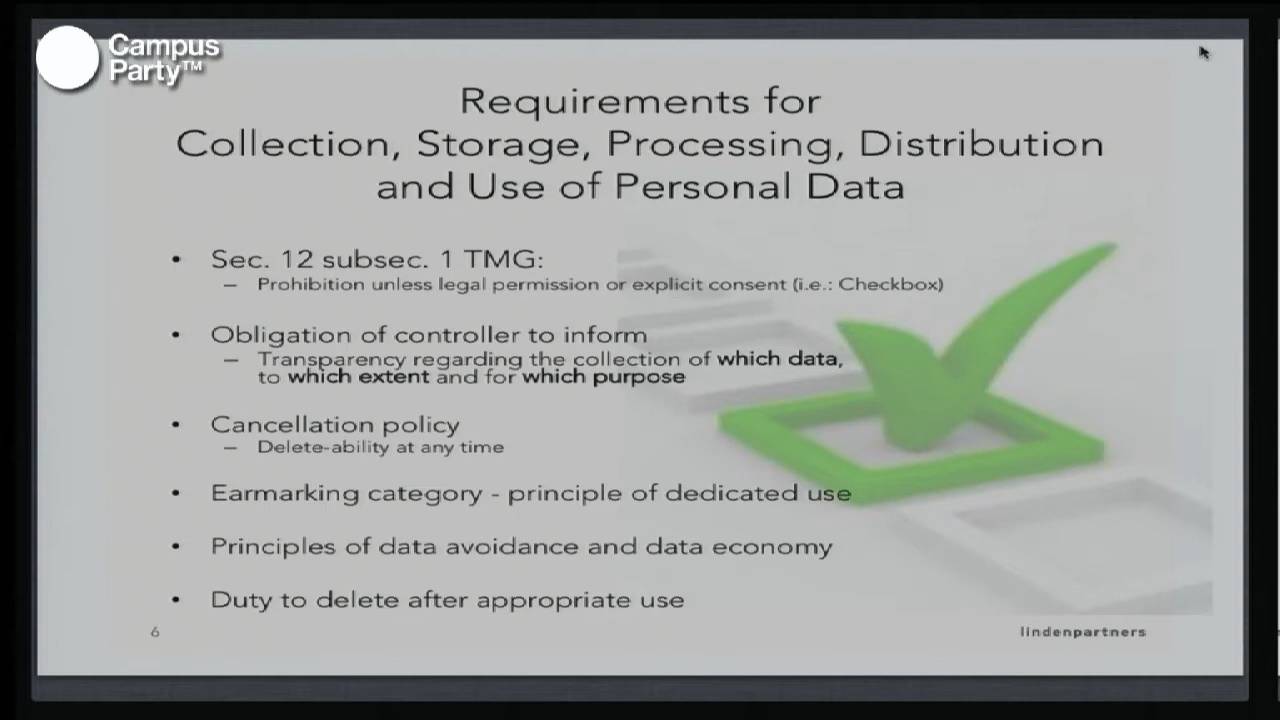 Campus
Party™
Requirements for
Collection, Storage, Processing, Distribution
and Use of Personal Data
• Sec. 12 subsec. 1 TMG:
– Prohibition unless legal permission or explicit consent (i.e.: Checkbox)
• Obligation of controller to inform
– Transparency regarding the collection of which data,
to which extent and for which purpose
• Cancellation policy
– Delete-ability at any time
• Earmarking category - principle of dedicated use
• Principles of data avoidance and data economy
• Duty to delete after appropriate use
6
lindenpartners